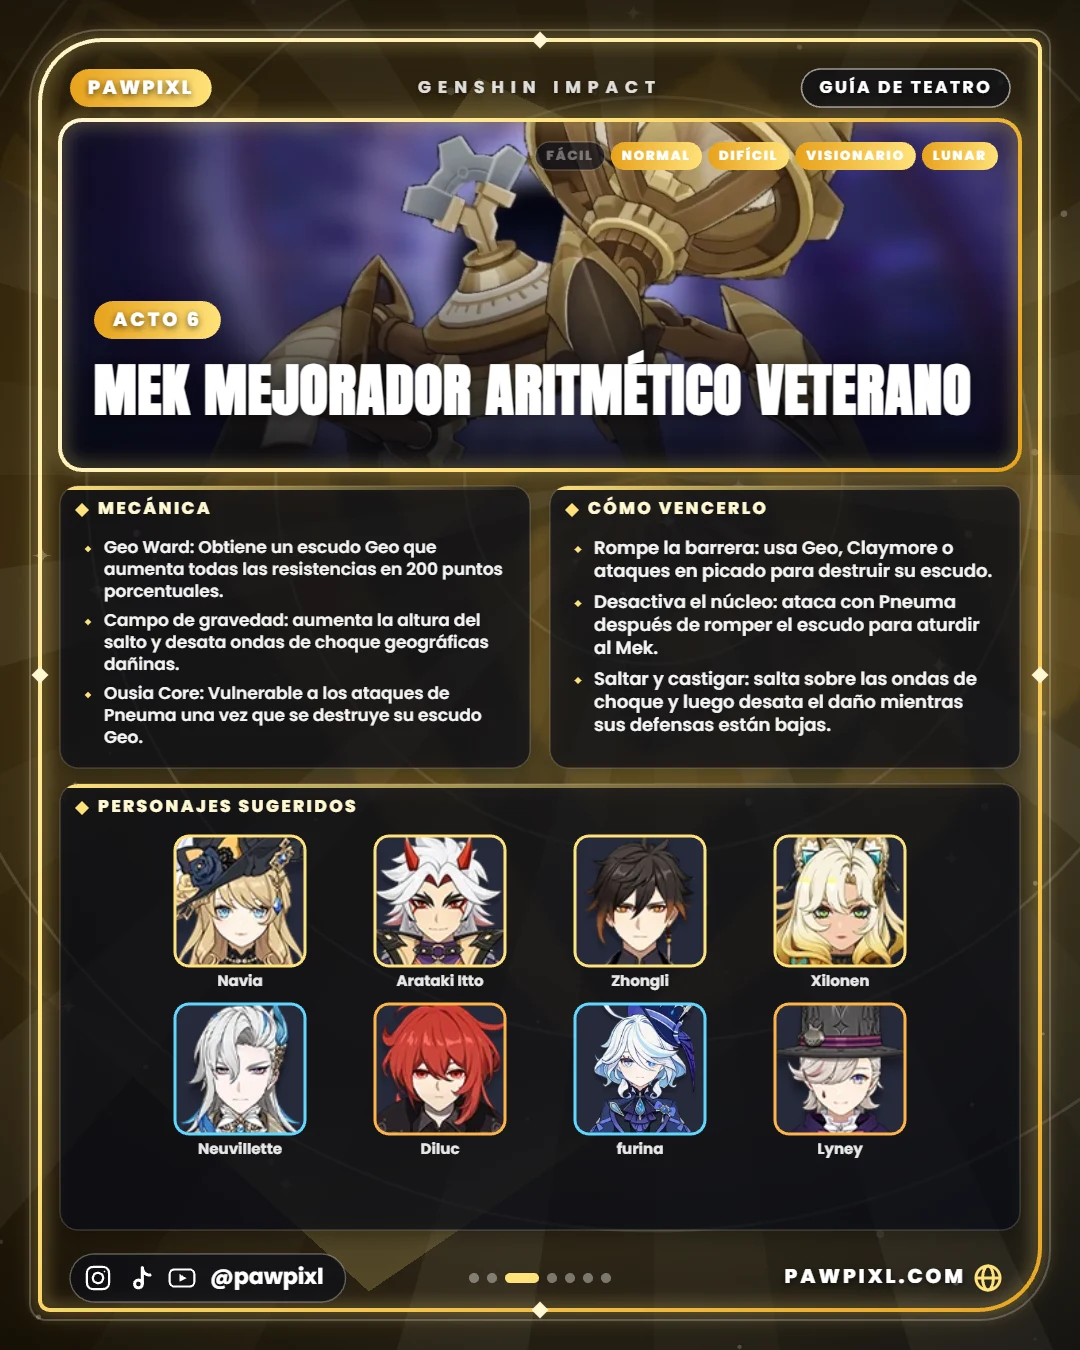 PAWPIXL
GENSHIN IMPACT
GUÍA DE TEATRO
FÁCIL
NORMAL
DIFÍCIL
VISIONARIO
LUNAR
ACTO 6
MEK MEJORADOR ARITMÉTICO VETERANO
MECÁNICA
Geo Ward: Obtiene un escudo Geo que
aumenta todas las resistencias en 200 puntos
porcentuales.
Campo de gravedad: aumenta la altura del
salto y desata ondas de choque geográficas
dañinas.
Ousia Core: Vulnerable a los ataques de
Pneuma una vez que se destruye su escudo
Geo.
CÓMO VENCERLO
Rompe la barrera: usa Geo, Claymore o
ataques en picado para destruir su escudo.
Desactiva el núcleo: ataca con Pneuma
después de romper el escudo para aturdir
al Mek.
Saltar y castigar: salta sobre las ondas de
choque y luego desata el daño mientras
sus defensas están bajas.
PERSONAJES SUGERIDOS
Navia
Arataki Itto
Zhongli
Xilonen
Neuvillette
Diluc
furina
Lyney
@pawpixl
PAWPIXL.COM